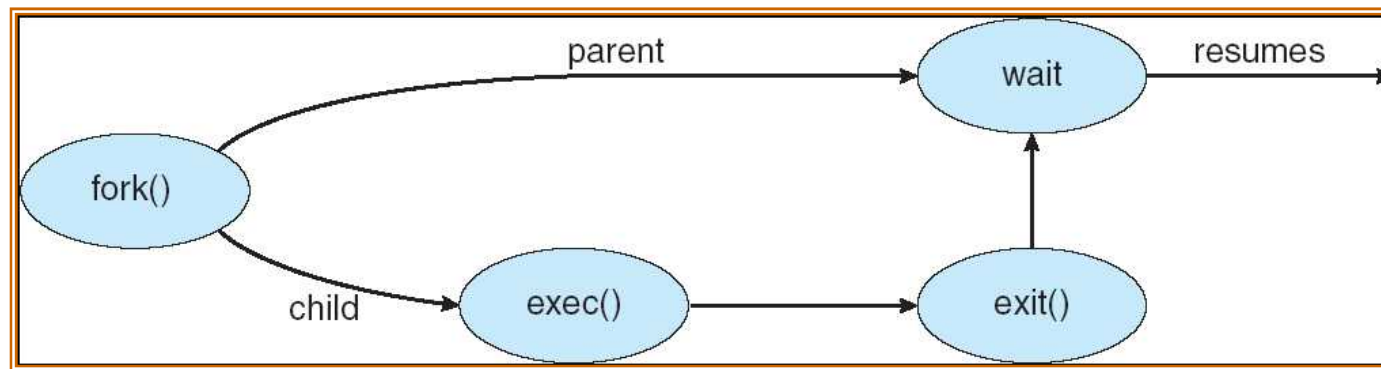 parent
wait
resumes
fork()
child
exec()
exit()